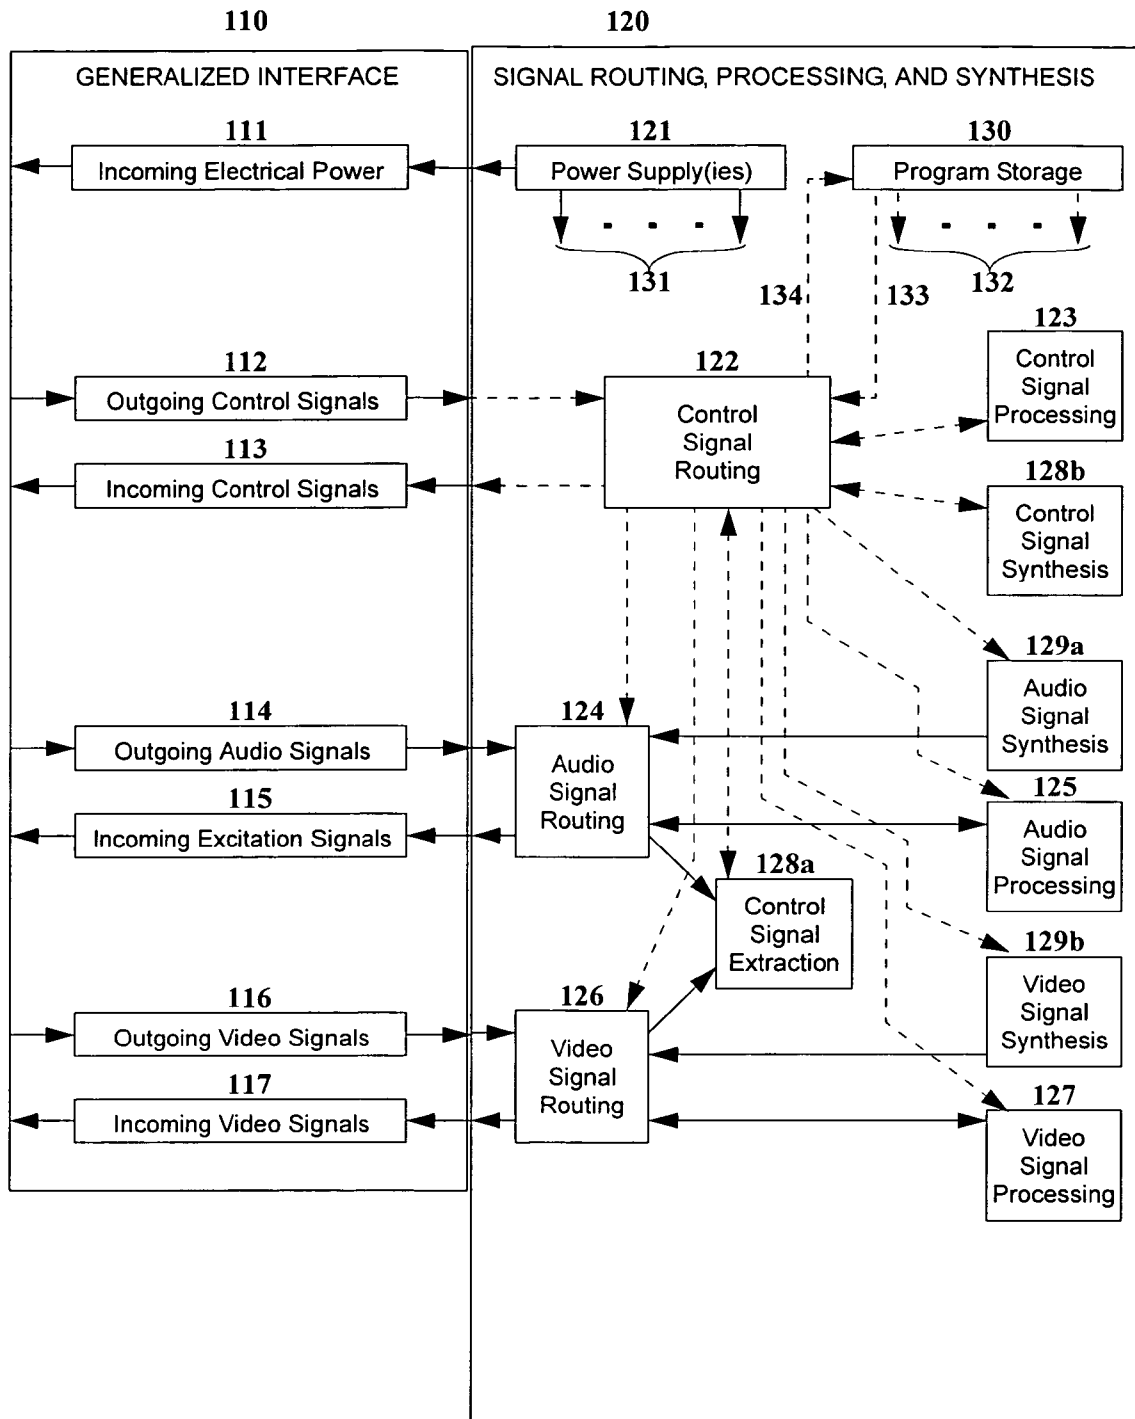 110
120
GENERALIZED INTERFACE
SIGNAL ROUTING, PROCESSING, AND SYNTHESIS
111
Incoming Electrical Power
121
Power Supply(ies)
130
Program Storage
131
134
133
132
112
Outgoing Control Signals
113
Incoming Control Signals
122
Control
Signal
Routing
123
Control
Signal
Processing
128b
Control
Signal
Synthesis
129a
Audio
Signal
Synthesis
114
Outgoing Audio Signals
115
Incoming Excitation Signals
124
Audio
Signal
Routing
125
Audio
Signal
Processing
128a
Control
Signal
Extraction
129b
Video
Signal
Synthesis
116
Outgoing Video Signals
117
Incoming Video Signals
126
Video
Signal
Routing
127
Video
Signal
Processing